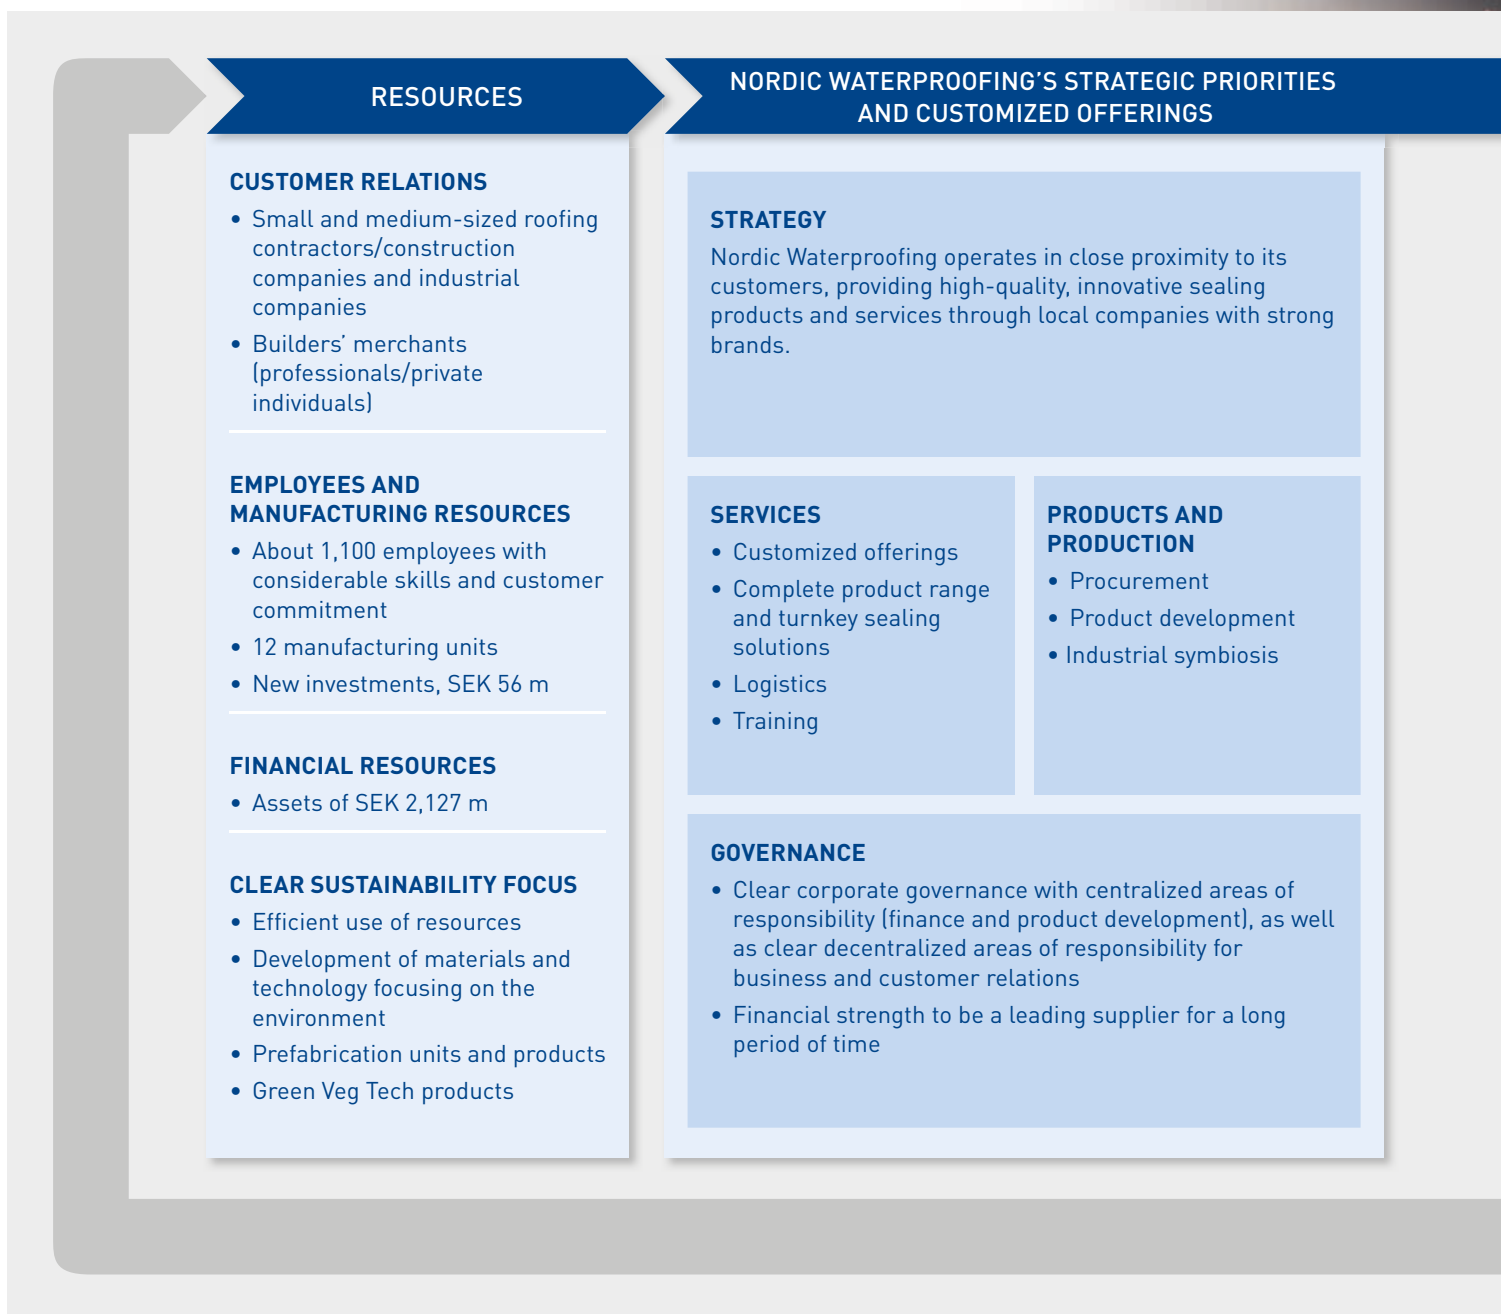 RESOURCES
CUSTOMER RELATIONS
• Small and medium-sized roofing
contractors/construction
companies and industrial
companies
• Builders’ merchants
(professionals/private
individuals)
EMPLOYEES AND
MANUFACTURING RESOURCES
• About 1,100 employees with
considerable skills and customer
commitment
• 12 manufacturing units
• New investments, SEK 56 m
FINANCIAL RESOURCES
• Assets of SEK 2,127 m
CLEAR SUSTAINABILITY FOCUS
• Efficient use of resources
• Development of materials and
technology focusing on the
environment
• Prefabrication units and products
• Green Veg Tech products
NORDIC WATERPROOFING’S STRATEGIC PRIORITIES
AND CUSTOMIZED OFFERINGS
STRATEGY
Nordic Waterproofing operates in close proximity to its
customers, providing high-quality, innovative sealing
products and services through local companies with strong
brands.
SERVICES
• Customized offerings
• Complete product range
and turnkey sealing
solutions
• Logistics
• Training
PRODUCTS AND
PRODUCTION
• Procurement
• Product development
• Industrial symbiosis
GOVERNANCE
• Clear corporate governance with centralized areas of
responsibility (finance and product development), as well
as clear decentralized areas of responsibility for
business and customer relations
• Financial strength to be a leading supplier for a long
period of time